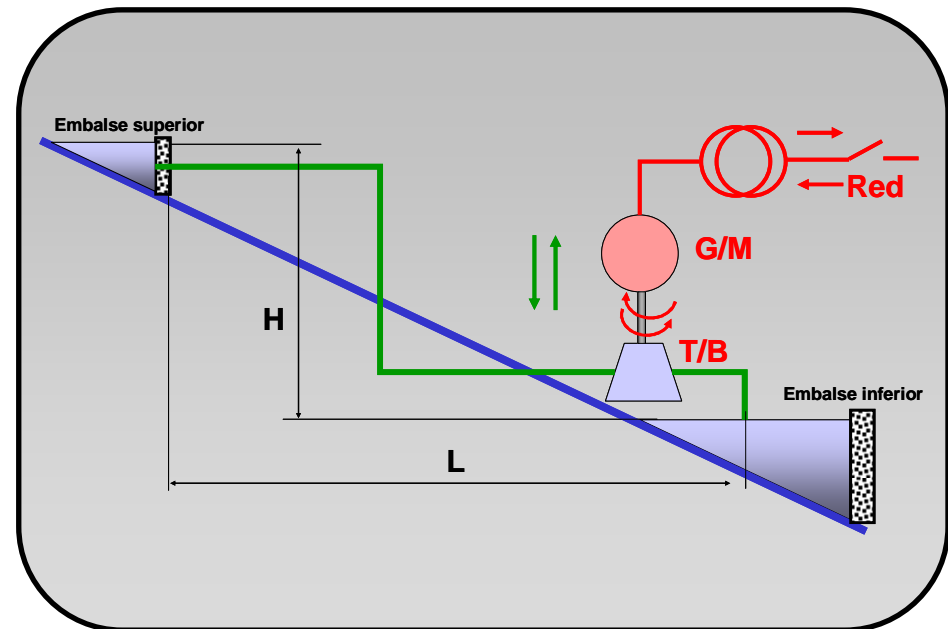 Embalse superior
Red
G/M
H
T/B
Embalse inferior
L